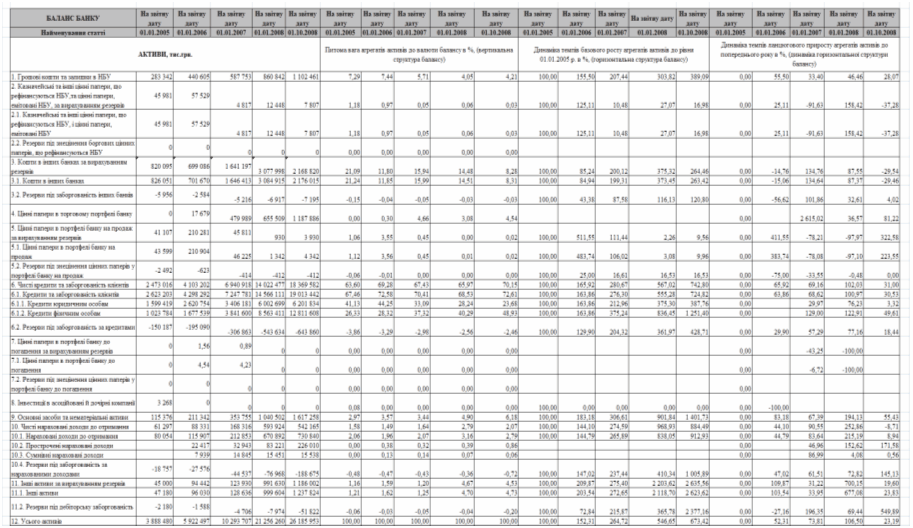 БАЛАНС БАНКУ На звітну дату На звітну дату На звітну дату На звітну дату На звітну дату На звітну дату На звітну дату На звітну дату На звітну дату На звітну дату На звітну дату На звітну дату На звітну дату На звітну дату На звітну дату На звітну дату На звітну дату На звітну дату На звітну дату На звітну дату
Найменування статті 01.01.2005 01.01.2006 01.01.2007 01.01.2008 01.10.2008 01.01.2005 01.01.2006 01.01.2007 01.01.2008 01.10.2008 01.01.2005 01.01.2006 01.01.2007 01.01.2008 01.10.2008 01.01.2005 01.01.2006 01.01.2007 01.01.2008 01.10.2008
АКТИВИ, тис.грн. Питома вага агрегатів активів до валюти балансу в %, (вертикальна структура балансу) Динаміка темпів базового росту агрегатів активів до рівня 01.01.2005 р. в %, (горизонтальна структура балансу) Динаміка темпів ланцюгового приросту агрегатів активів до попереднього року в %, (динаміка горизонтальної структури балансу)
1. Грошові кошти та залишки в НБУ 283 342 440 605 587 753 860 842 1 102 461 7,29 7,44 5,71 4,05 4,21 100,00 155,50 207,44 303,82 389,09 0,00 55,50 33,40 46,46 28,07
2. Казначейські та інші цінні папери, що рефінансуються НБУ,та цінні папери, емітовані НБУ, за вирахуванням резервів 45 981 57 529 4 817 12 448 7 807 1,18 0,97 0,05 0,06 0,03 100,00 125,11 10,48 27,07 16,98 0,00 25,11 -91,63 158,42 -37,28
2.1. Казначейські та інші цінні папери, що рефінансуються НБУ, і цінні папери, емітовані НБУ 45 981 57 529 4 817 12 448 7 807 1,18 0,97 0,05 0,06 0,03 100,00 125,11 10,48 27,07 16,98 0,00 25,11 -91,63 158,42 -37,28
2.2. Резерви під знецінення боргових цінних паперів, що рефінансуються НБУ 0 0 0 0 0 0,00 0,00 0,00 0,00 0,00
3. Кошти в інших банках за вирахуванням резервів 820 095 699 086 1 641 197 3 077 998 2 168 820 21,09 11,80 15,94 14,48 8,28 100,00 85,24 200,12 375,32 264,46 0,00 -14,76 134,76 87,55 -29,54
3.1. Кошти в інших банках 826 051 701 670 1 646 413 3 084 915 2 176 015 21,24 11,85 15,99 14,51 8,31 100,00 84,94 199,31 373,45 263,42 0,00 -15,06 134,64 87,37 -29,46
3.2. Резерви під заборгованість інших банків -5 956 -2 584 -5 216 -6 917 -7 195 -0,15 -0,04 -0,05 -0,03 -0,03 100,00 43,38 87,58 116,13 120,80 0,00 -56,62 101,86 32,61 4,02
4. Цінні папери в торговому портфелі банку 0 17 679 479 989 655 509 1 187 886 0,00 0,30 4,66 3,08 4,54 0,00 2 615,02 36,57 81,22
5. Цінні папери в портфелі банку на продаж за вирахуванням резервів 41 107 210 281 45 811 930 3 930 1,06 3,55 0,45 0,00 0,02 100,00 511,55 111,44 2,26 9,56 0,00 411,55 -78,21 -97,97 322,58
5.1. Цінні папери в портфелі банку на продаж 43 599 210 904 46 225 1 342 4 342 1,12 3,56 0,45 0,01 0,02 100,00 483,74 106,02 3,08 9,96 0,00 383,74 -78,08 -97,10 223,55
5.2. Резерви під знецінення цінних паперів у портфелі банку на продаж -2 492 -623 -414 -412 -412 -0,06 -0,01 0,00 0,00 0,00 100,00 25,00 16,61 16,53 16,53 0,00 -75,00 -33,55 -0,48 0,00
6. Чисті кредити та заборгованість клієнтів 2 473 016 4 103 202 6 940 918 14 022 477 18 369 582 63,60 69,28 67,43 65,97 70,15 100,00 165,92 280,67 567,02 742,80 0,00 65,92 69,16 102,03 31,00
6.1. Кредити та заборгованість клієнтів 2 623 203 4 298 292 7 247 781 14 566 111 19 013 442 67,46 72,58 70,41 68,53 72,61 100,00 163,86 276,30 555,28 724,82 0,00 63,86 68,62 100,97 30,53
6.1.1. Кредити юридичним особам 1 599 419 2 620 754 3 406 181 6 002 699 6 201 834 41,13 44,25 33,09 28,24 23,68 100,00 163,86 212,96 375,30 387,76 0,00 29,97 76,23 3,32
6.1.2. Кредити фізичним особам 1 023 784 1 677 539 3 841 600 8 563 411 12 811 608 26,33 28,32 37,32 40,29 48,93 100,00 163,86 375,24 836,45 1 251,40 0,00 129,00 122,91 49,61
6.2. Резерви під заборгованість за кредитами -150 187 -195 090 -306 863 -543 634 -643 860 -3,86 -3,29 -2,98 -2,56 -2,46 100,00 129,90 204,32 361,97 428,71 0,00 29,90 57,29 77,16 18,44
7. Цінні папери в портфелі банку до погашення за вирахуванням резервів 0 1,56 0,89 0 0 0,00 0,00 0,00 0,00 0,00 0,00 -43,25 -100,00
7.1. Цінні папери в портфелі банку до погашення 0 4,54 4,23 0 0 0,00 0,00 0,00 0,00 0,00 0,00 -6,72 -100,00
7.2. Резерви під знецінення цінних паперів у портфелі банку до погашення 0 0 0 0 0 0,00 0,00 0,00 0,00 0,00 0,00
8. Інвестиції в асоційовані й дочірні компанії 3 268 0 0 0 0 0,08 0,00 0,00 0,00 0,00 100,00 0,00 0,00 0,00 0,00 0,00 -100,00
9. Основні засоби та нематеріальні активи 115 376 211 342 353 755 1 040 502 1 617 258 2,97 3,57 3,44 4,90 6,18 100,00 183,18 306,61 901,84 1 401,73 0,00 83,18 67,39 194,13 55,43
10. Чисті нараховані доходи до отримання 61 297 88 331 168 316 593 924 542 165 1,58 1,49 1,64 2,79 2,07 100,00 144,10 274,59 968,93 884,49 0,00 44,10 90,55 252,86 -8,71
10.1. Нараховані доходи до отримання 80 054 115 907 212 853 670 892 730 840 2,06 1,96 2,07 3,16 2,79 100,00 144,79 265,89 838,05 912,93 0,00 44,79 83,64 215,19 8,94
10.2. Прострочені нараховані доходи 22 417 32 943 83 221 226 010 0,00 0,38 0,32 0,39 0,86 46,96 152,62 171,58
10.3. Сумнівні нараховані доходи 7 939 14 845 15 451 15 538 0,00 0,13 0,14 0,07 0,06 86,99 4,08 0,56
10.4. Резерви під заборгованість за нарахованими доходами -18 757 -27 576 -44 537 -76 968 -188 675 -0,48 -0,47 -0,43 -0,36 -0,72 100,00 147,02 237,44 410,34 1 005,89 0,00 47,02 61,51 72,82 145,13
11. Інші активи за вирахуванням резервів 45 000 94 442 123 930 991 630 1 186 002 1,16 1,59 1,20 4,67 4,53 100,00 209,87 275,40 2 203,62 2 635,56 0,00 109,87 31,22 700,15 19,60
11.1. Інші активи 47 180 96 030 128 636 999 604 1 237 824 1,21 1,62 1,25 4,70 4,73 100,00 203,54 272,65 2 118,70 2 623,62 0,00 103,54 33,95 677,08 23,83
11.2. Резерви під дебіторську заборгованість -2 180 -1 588 -4 706 -7 974 -51 822 -0,06 -0,03 -0,05 -0,04 -0,20 100,00 72,84 215,87 365,78 2 377,16 0,00 -27,16 196,35 69,44 549,89
12. Усього активів 3 888 480 5 922 497 10 293 707 21 256 260 26 185 953 100,00 100,00 100,00 100,00 100,00 100,00 152,31 264,72 546,65 673,42 0,00 52,31 73,81 106,50 23,19